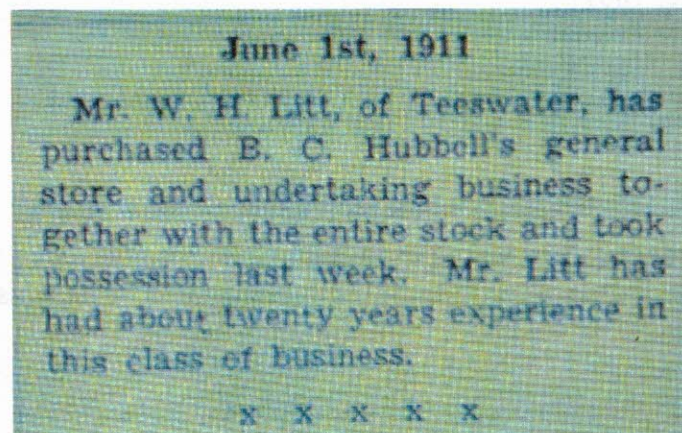 June 1st, 1911
Mr. W. H. Litt, of Teeswater, has
purchased B. C. Hubbell's general
store and undertaking business to-
gether with the entire stock and took
possession last week. Mr. Litt has
had about twenty years experience in
this class of business.
x x x x x